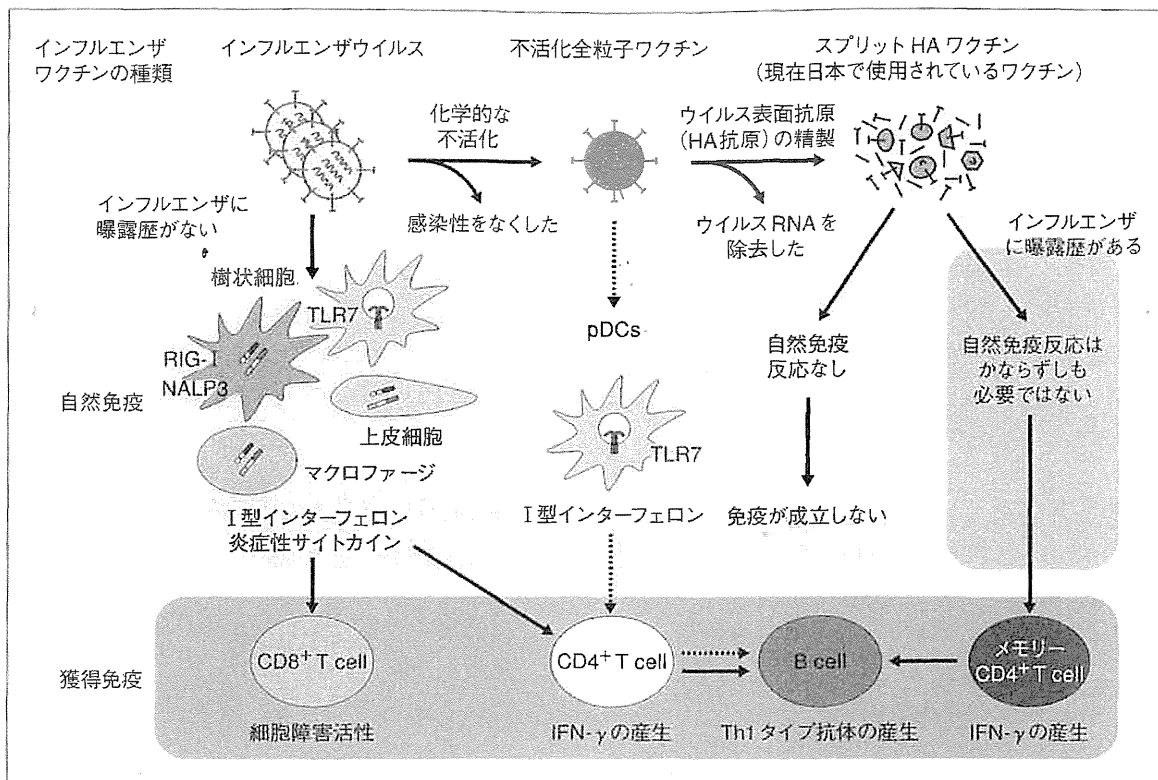 インフルエンザ
ワクチンの種類
インフルエンザウイルス
不活化全粒子ワクチン
スプリット HA ワクチン
（現在日本で使用されているワクチン）
化学的な
不活化
ウイルス表面抗原
（HA 抗原）の精製
インフルエンザに
曝露歴がない
感染性をなくした
ウイルス RNA を
除去した
インフルエンザ
に曝露歴がある
樹状細胞
TLR7
RIG-I
NALP3
pDCs
自然免疫
反応なし
自然免疫反応は
かならずしも
必要ではない
自然免疫
上皮細胞
マクロファージ
TLR7
I 型インターフェロン
炎症性サイトカイン
I 型インターフェロン
免疫が成立しない
獲得免疫
CD8⁺ T cell
CD4⁺ T cell
B cell
メモリー
CD4⁺ T cell
細胞障害活性
IFN-γの産生
Th1 タイプ抗体の産生
IFN-γの産生